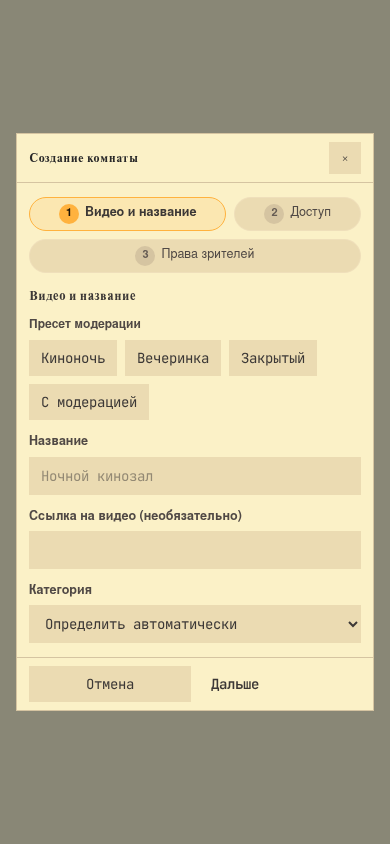 Создание комнаты
×
1 Видео и название
2 Доступ
3 Права зрителей
Видео и название
Пресет модерации
Киноночь
Вечеринка
Закрытый
С модерацией
Название
Ночной кинозал
Ссылка на видео (необязательно)
Категория
Определить автоматически
Отмена
Дальше